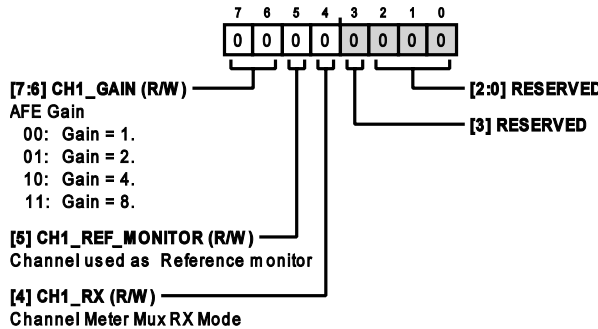 7 6 5 4 3 2 1 0
0 0 0 0 0 0 0 0
[7:6] CH1_GAIN (R/W)
[2:0] RESERVED
AFE Gain
[3] RESERVED
00: Gain = 1.
01: Gain = 2.
10: Gain = 4.
11: Gain = 8.
[5] CH1_REF_MONITOR (R/W)
Channel used as Reference monitor
[4] CH1_RX (R/W)
Channel Meter Mux RX Mode